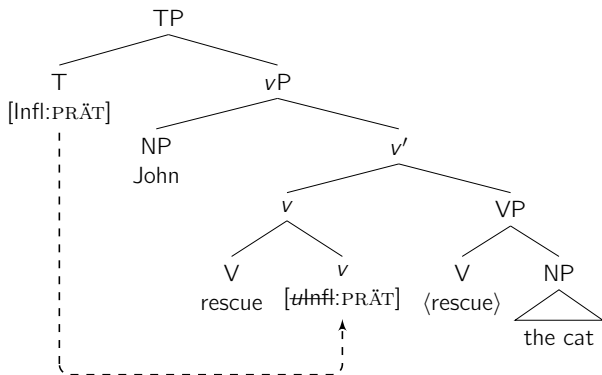 TP
T vP
[Infl:PRÄT]
NP v′
John
v VP
V v V NP
rescue [uInfl:PRÄT] ⟨rescue⟩
the cat